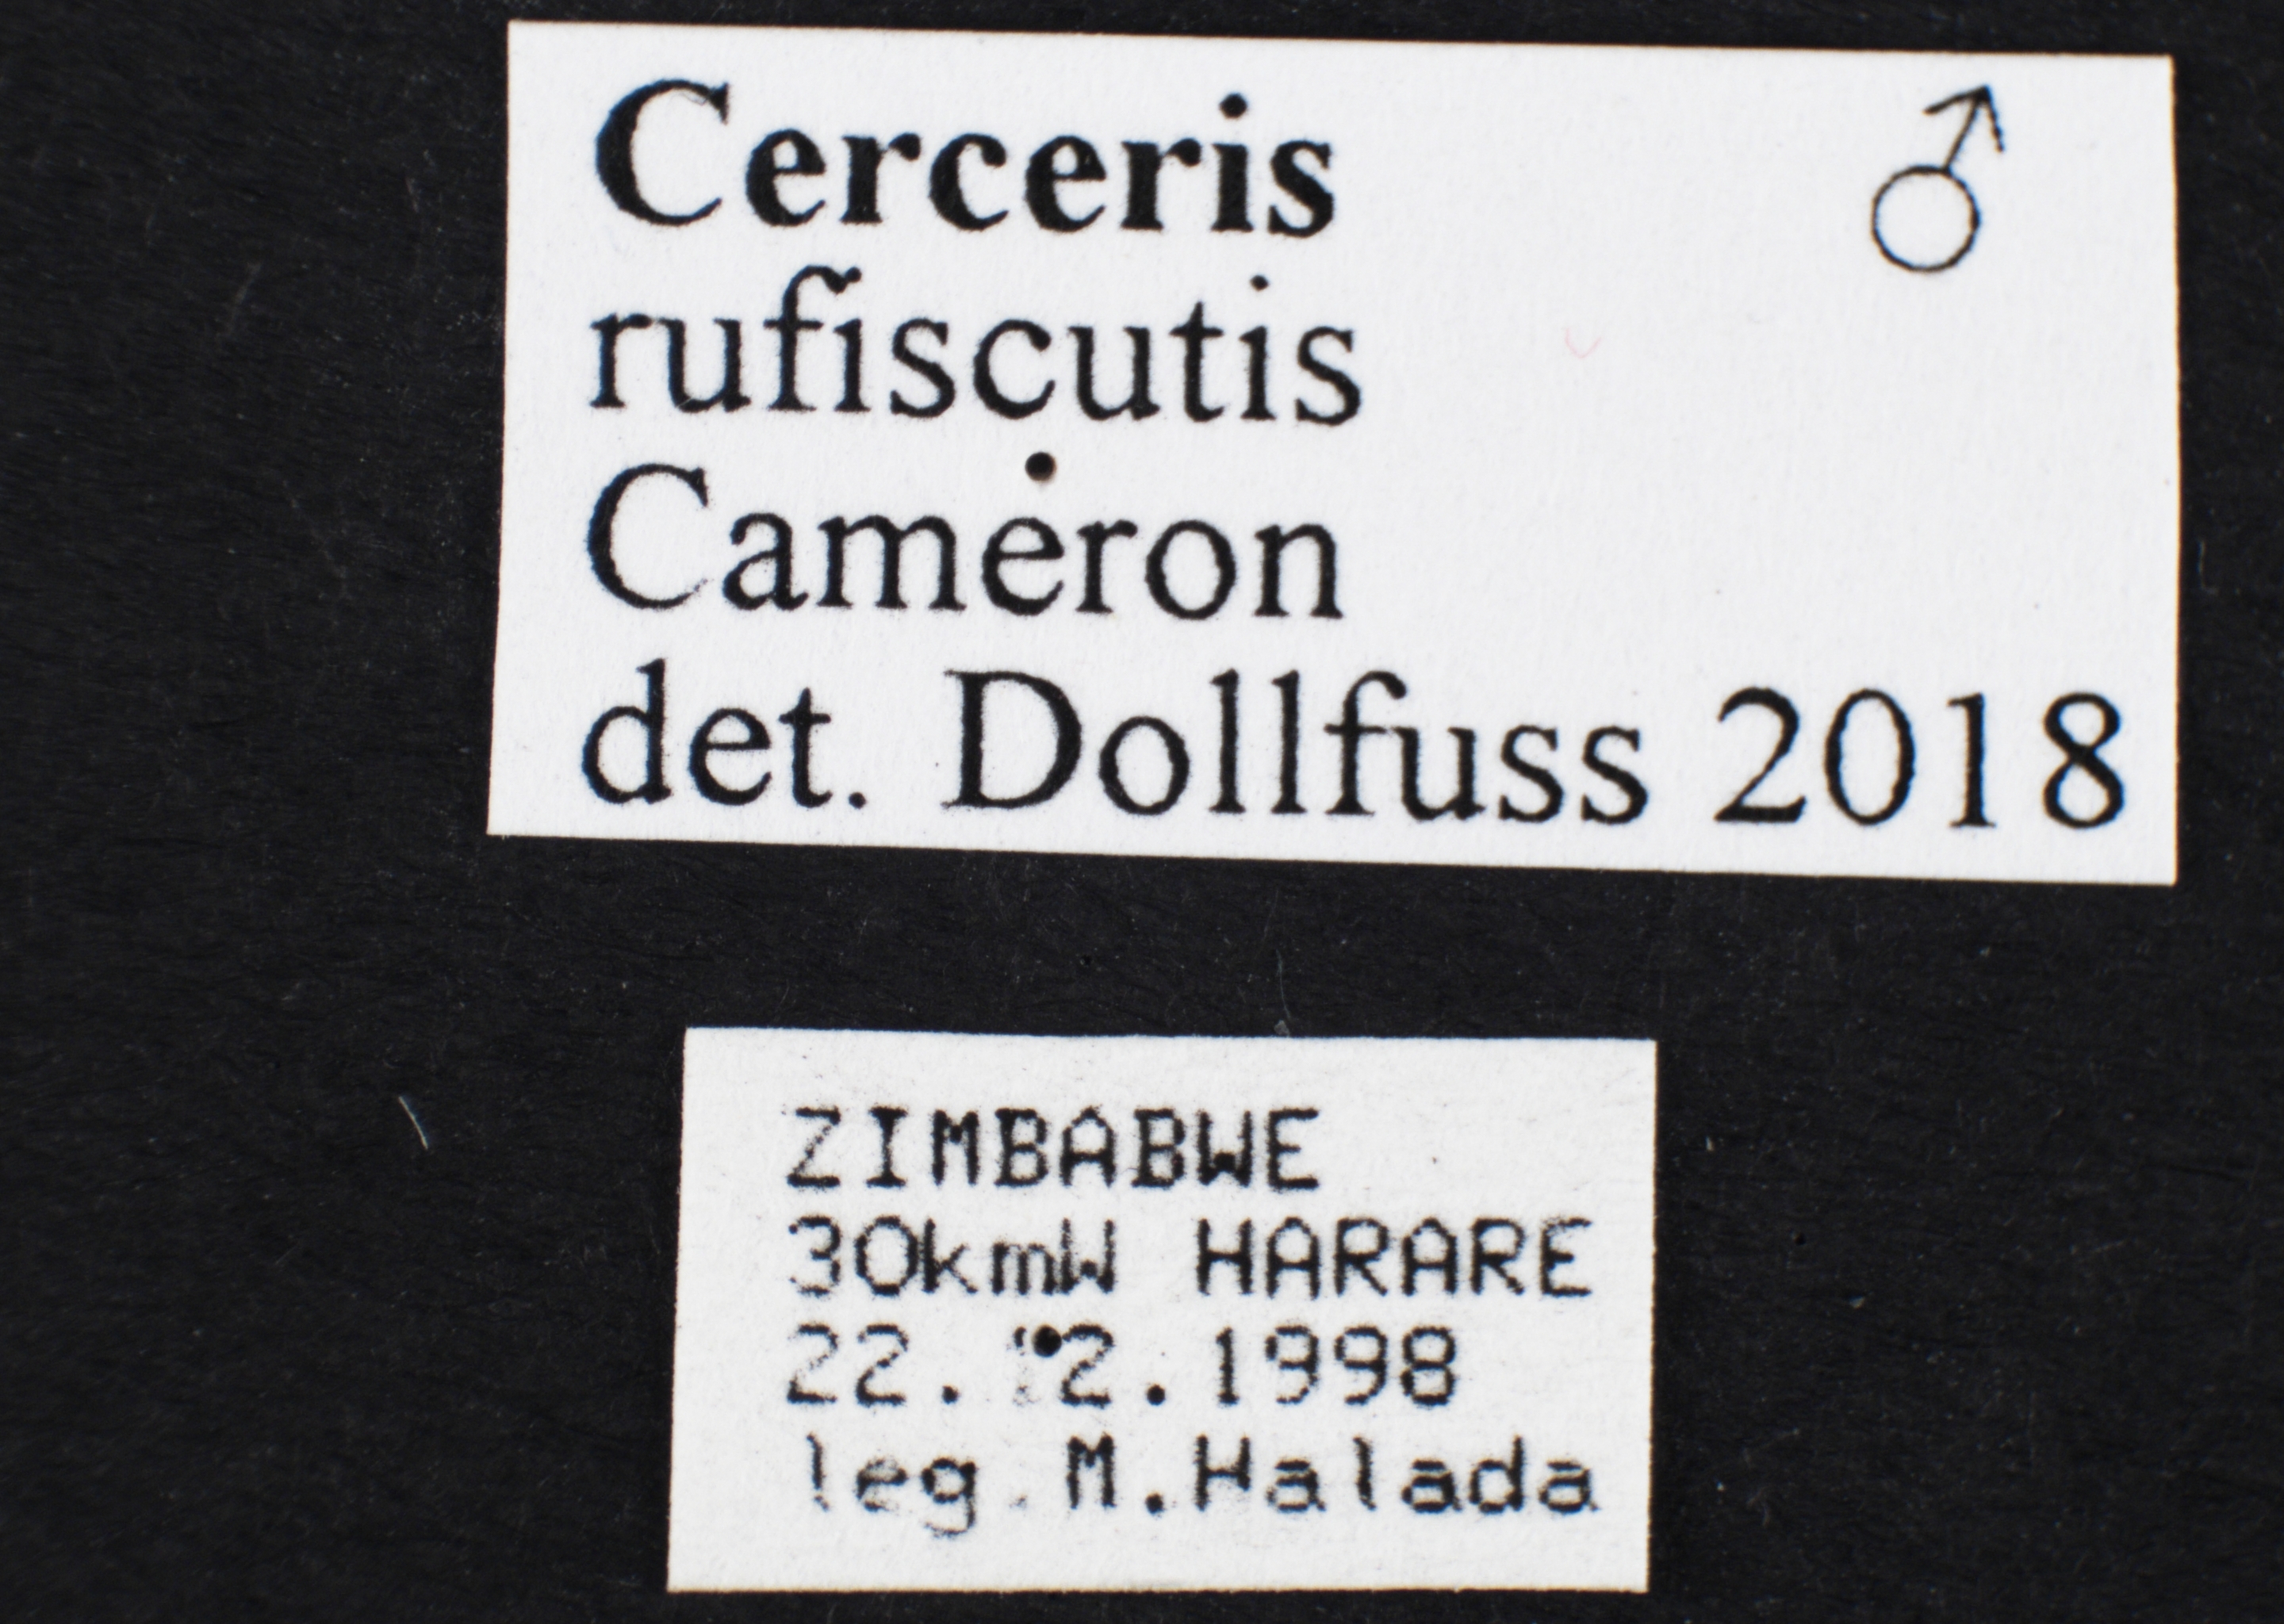 Cerceris ♂
rufiscutis
Cameron
det. Dollfuss 2018
ZIMBABWE
30kmW HARARE
22.12.1998
leg.M.Halada